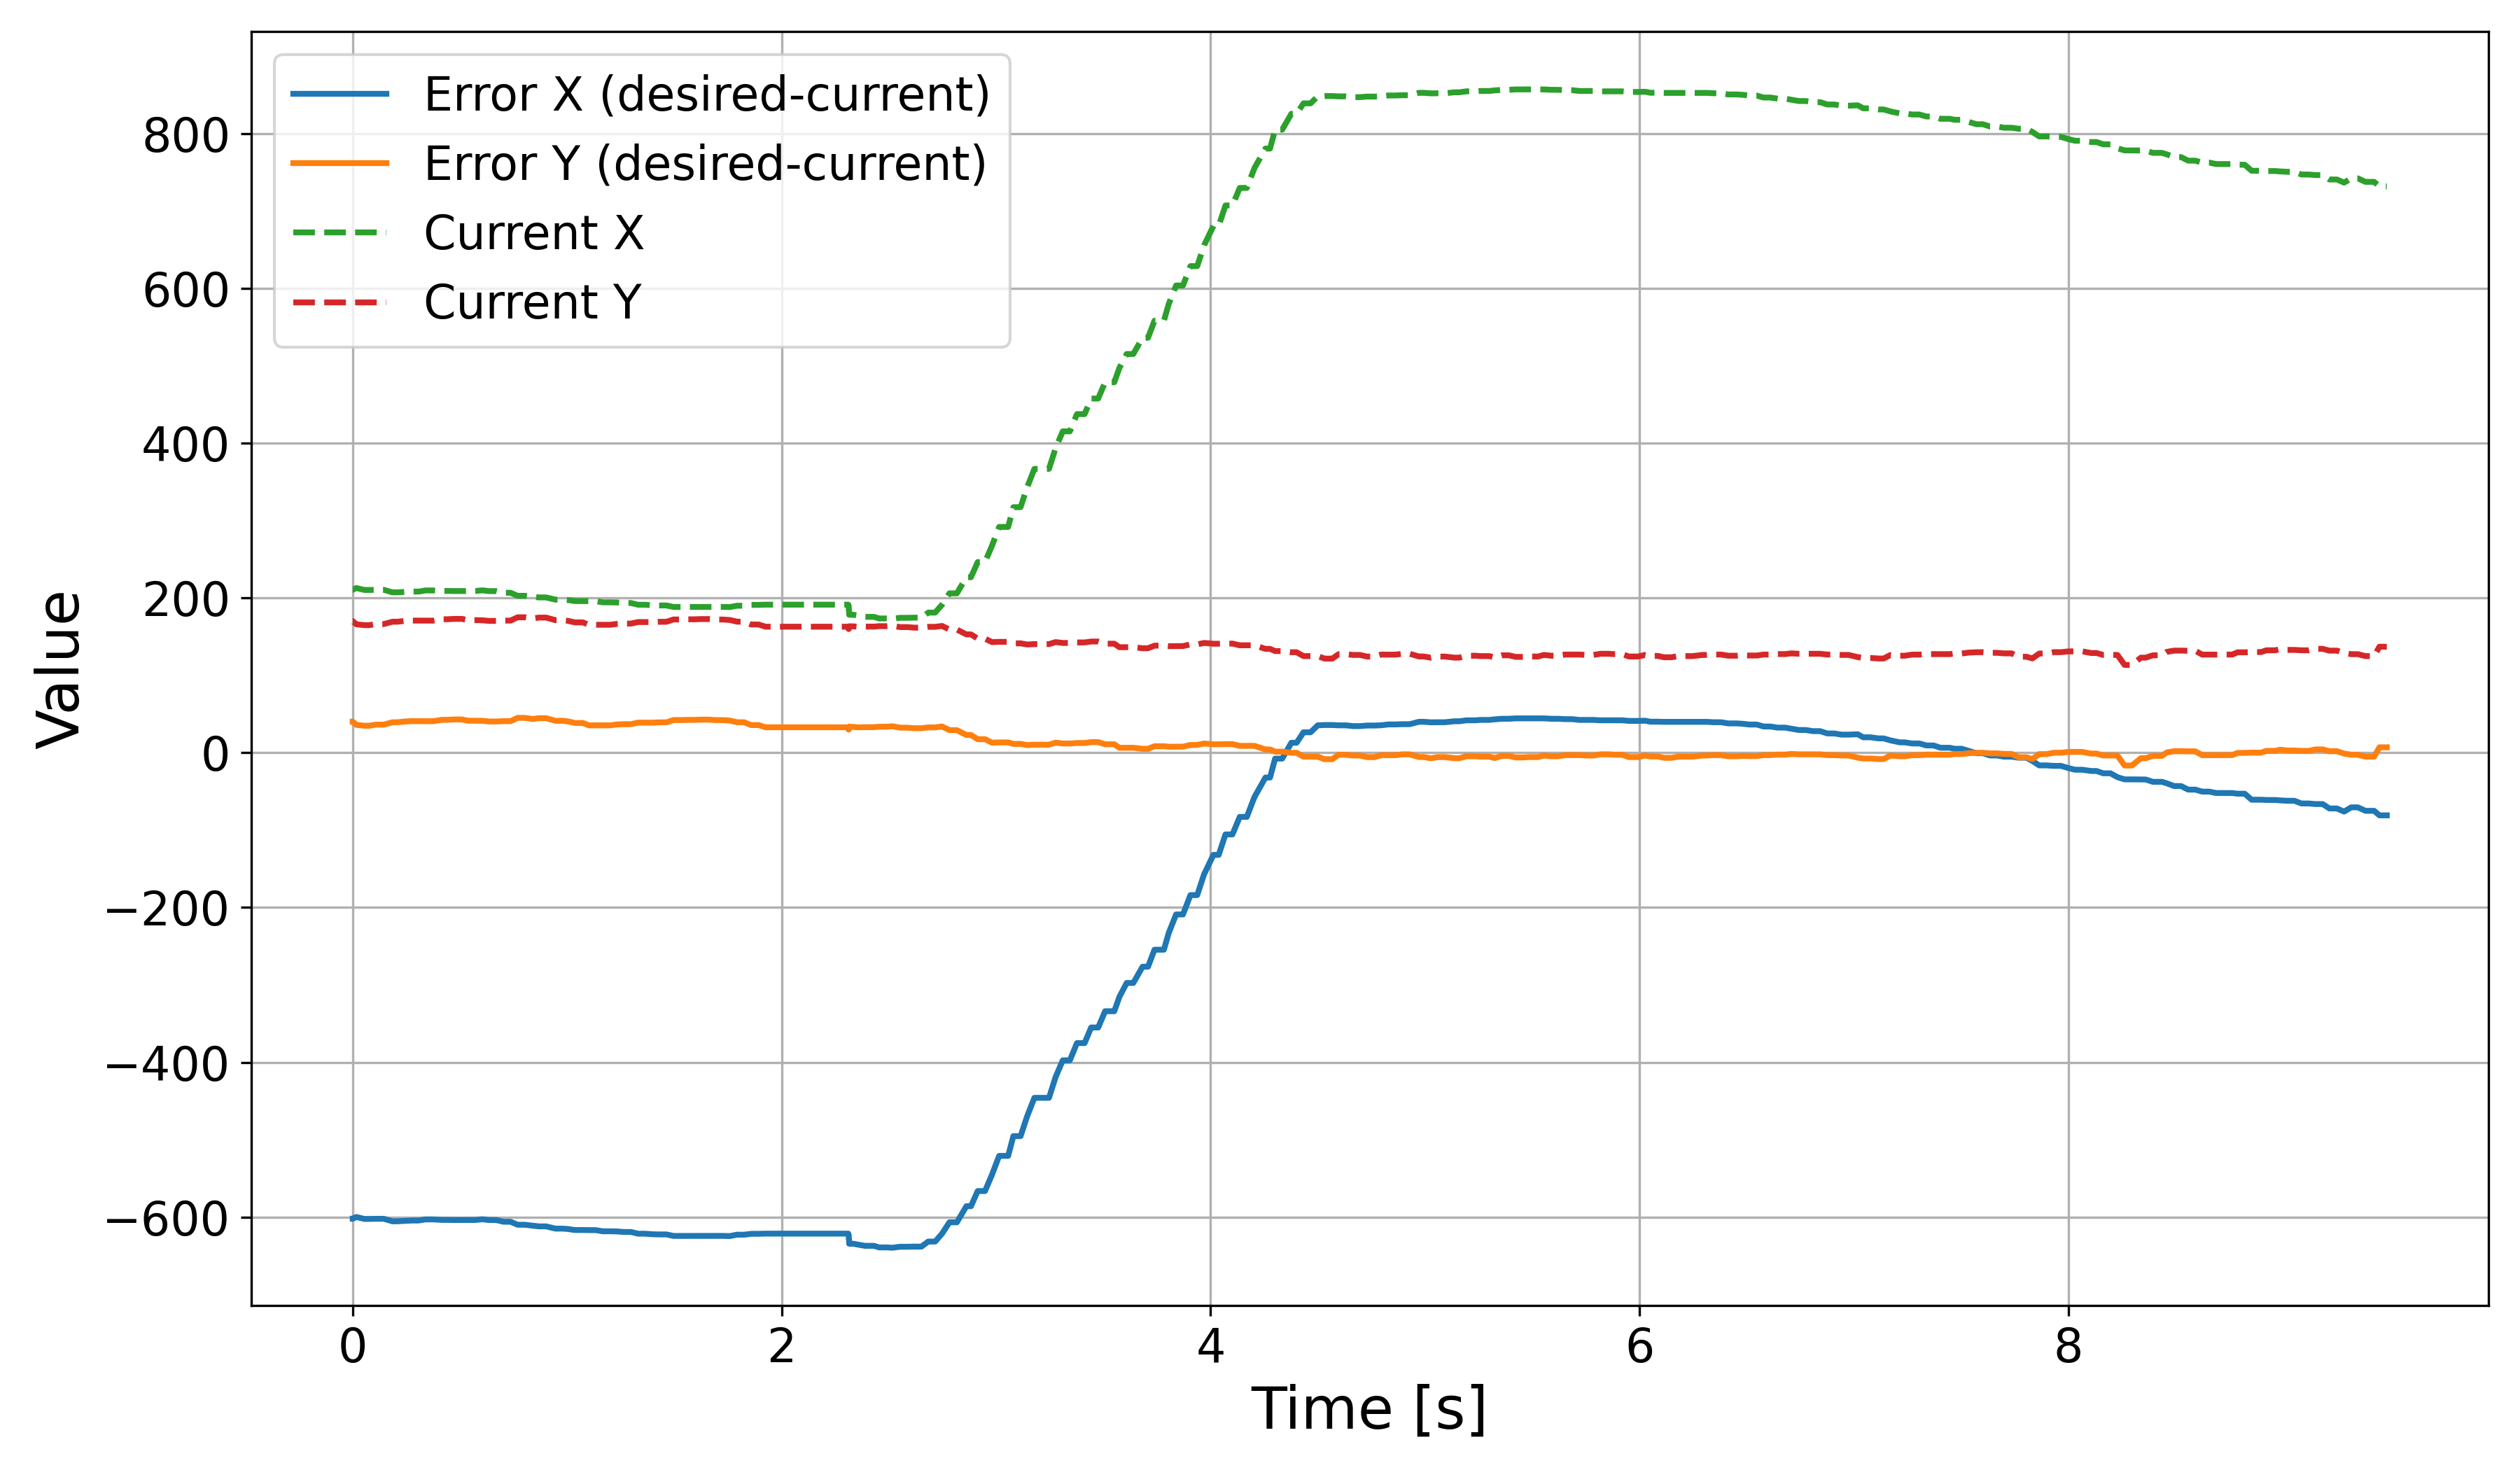 Error X (desired-current)
Error Y (desired-current)
Current X
Current Y
800
600
400
200
0
−200
−400
−600
Value
0 2 4 6 8
Time [s]